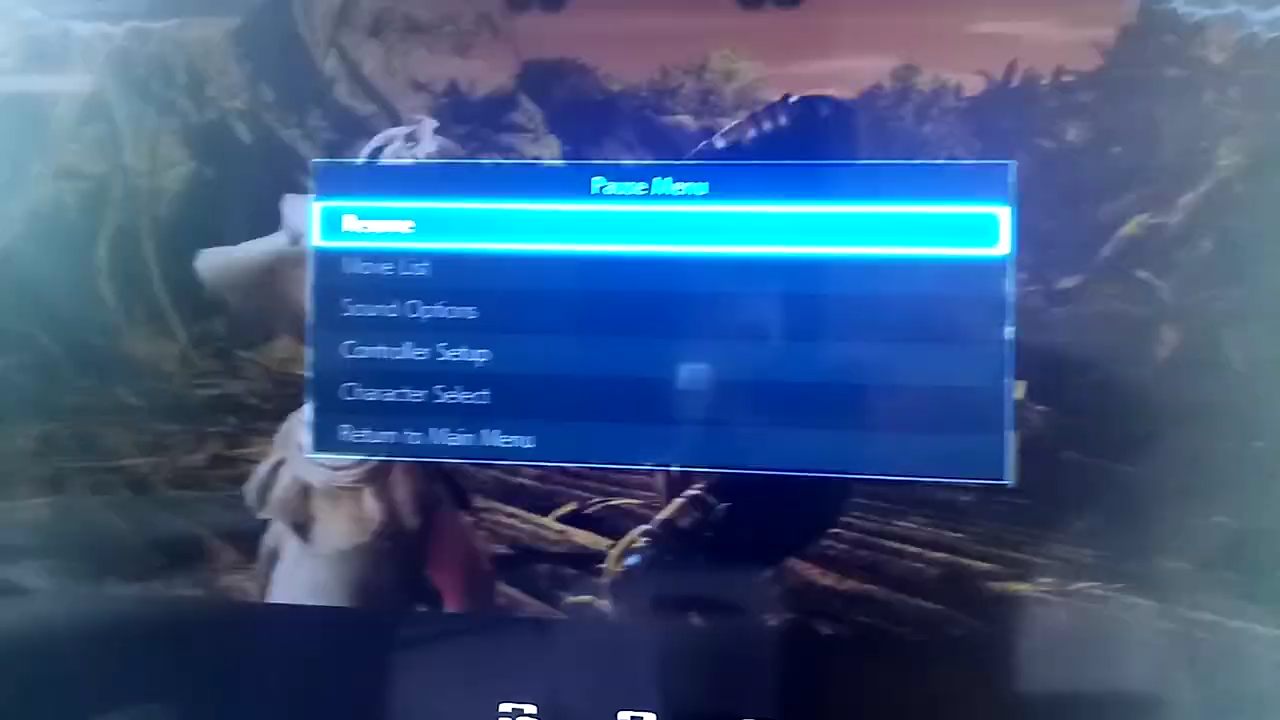 Pause Menu
Resume
Move List
Sound Options
Controller Setup
Character Select
Return to Main Menu